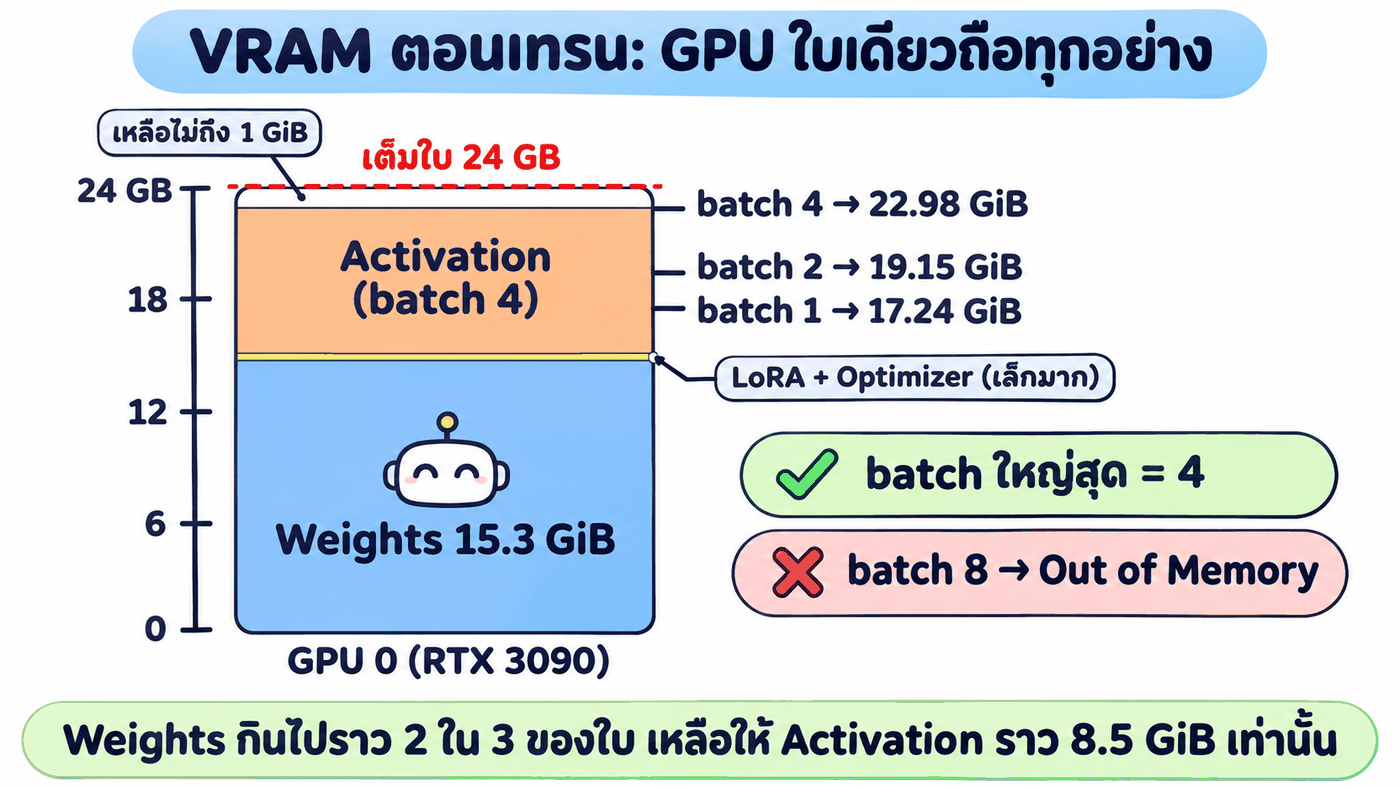 VRAM ตอนเทรน: GPU ใบเดียวถือทุกอย่าง
เหลือไม่ถึง 1 GiB
เต็มใบ 24 GB
24 GB
18
12
6
0
Activation
(batch 4)
Weights 15.3 GiB
GPU 0 (RTX 3090)
batch 4 → 22.98 GiB
batch 2 → 19.15 GiB
batch 1 → 17.24 GiB
LoRA + Optimizer (เล็กมาก)
batch ใหญ่สุด = 4
batch 8 → Out of Memory
Weights กินไปราว 2 ใน 3 ของใบ เหลือให้ Activation ราว 8.5 GiB เท่านั้น